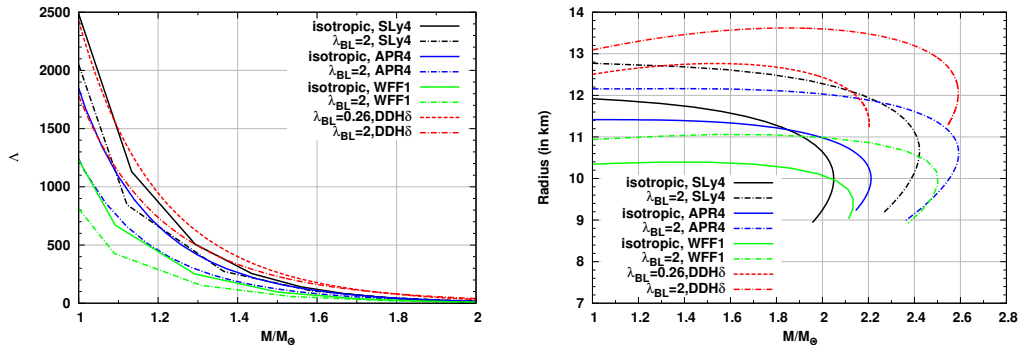 2500
2000
1500
1000
500
0
Λ
1
1.2
1.4
1.6
1.8
2
M/M⊙
isotropic, SLy4
λBL=2, SLy4
isotropic, APR4
λBL=2, APR4
isotropic, WFF1
λBL=2, WFF1
λBL=0.26,DDHδ
λBL=2,DDHδ
14
13
12
11
10
9
8
7
Radius (in km)
1
1.2
1.4
1.6
1.8
2
2.2
2.4
2.6
2.8
M/M⊙
isotropic, SLy4
λBL=2, SLy4
isotropic, APR4
λBL=2, APR4
isotropic, WFF1
λBL=2, WFF1
λBL=0.26,DDHδ
λBL=2,DDHδ